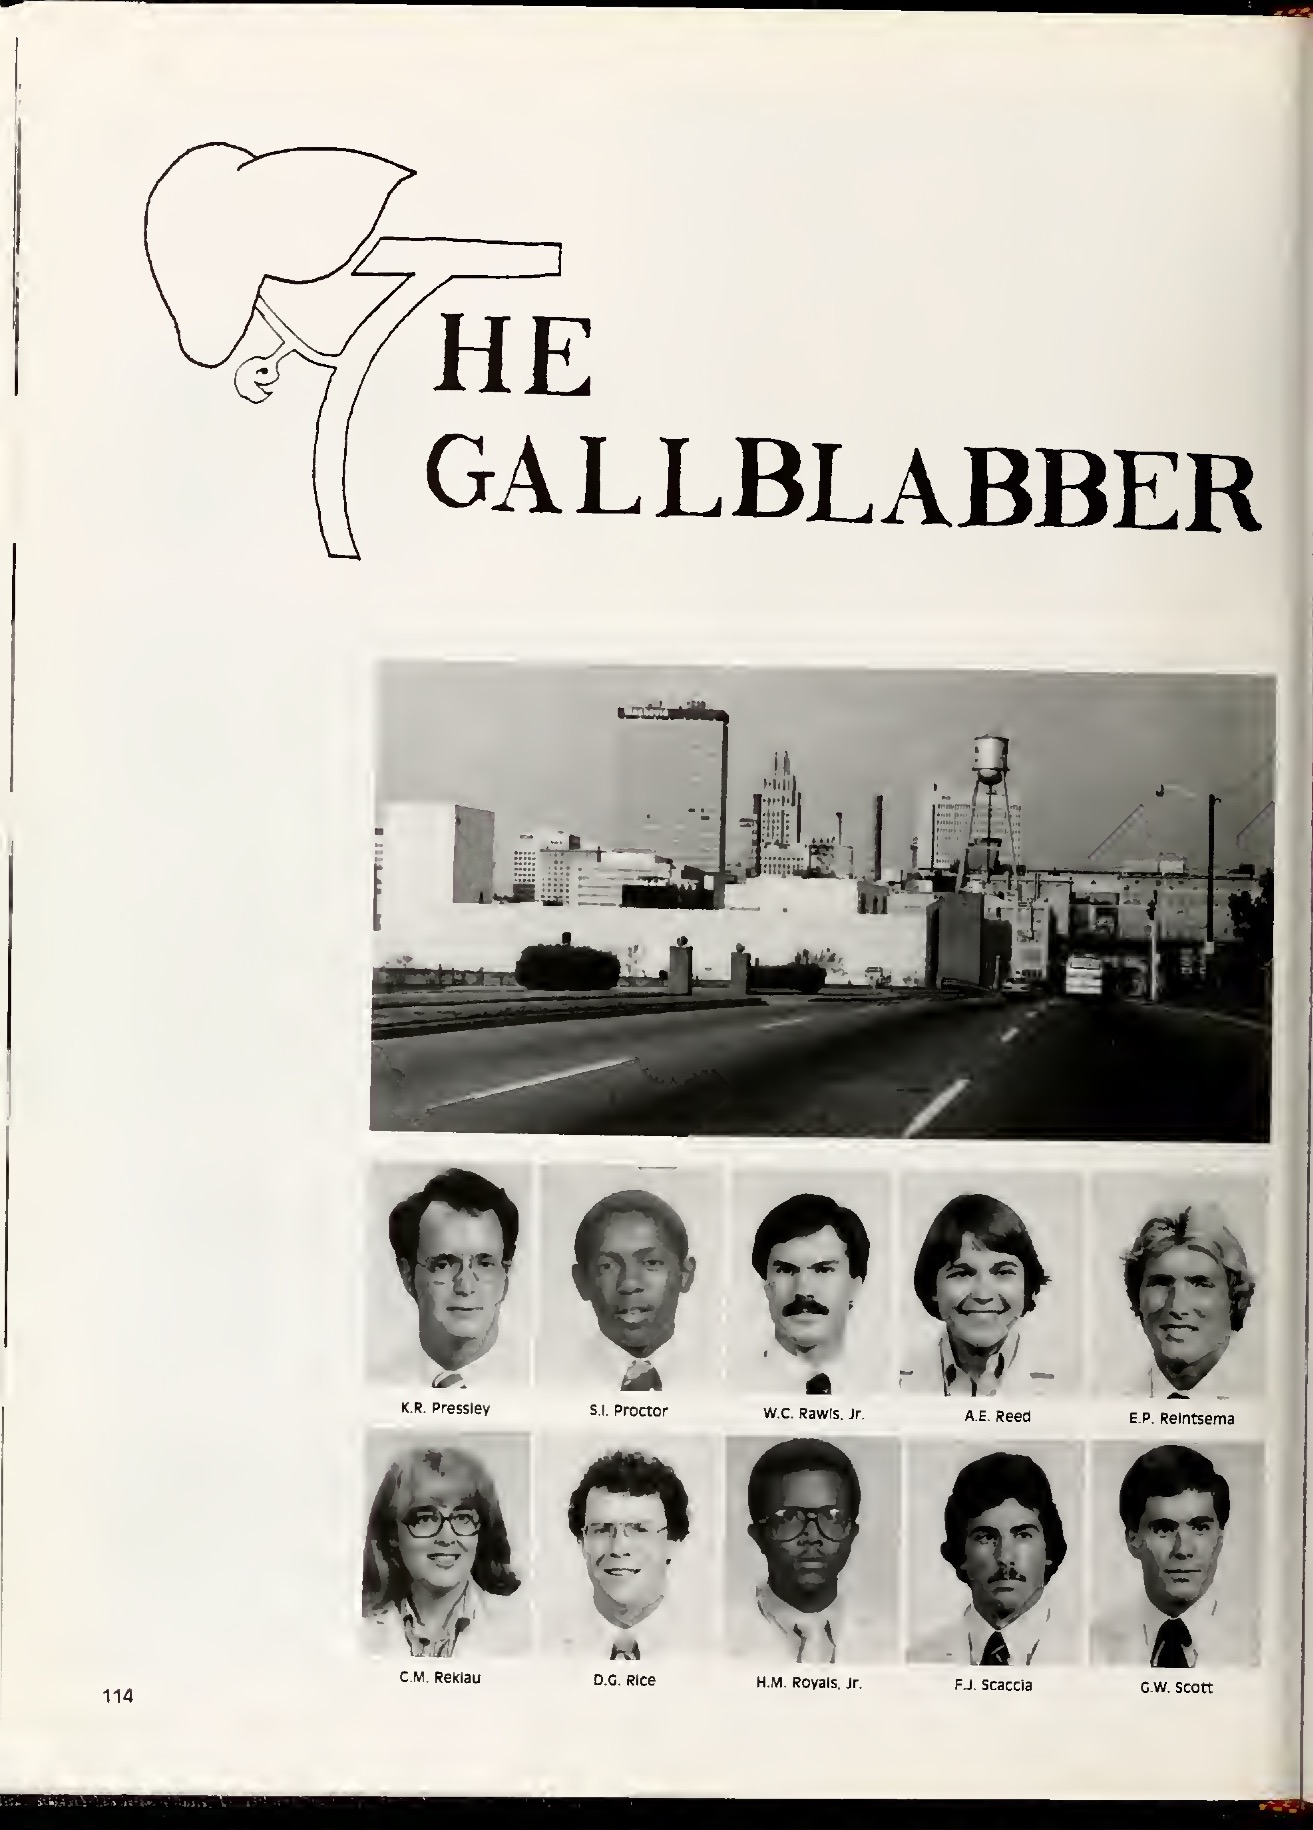 THE
GALLBLABBER
K.R. Pressley
S.I. Proctor
W.C. Rawls, Jr.
A.E. Reed
E.P. Reintsema
C.M. Reklau
D.G. Rice
H.M. Royals, Jr.
F.J. Scaccia
G.W. Scott
114